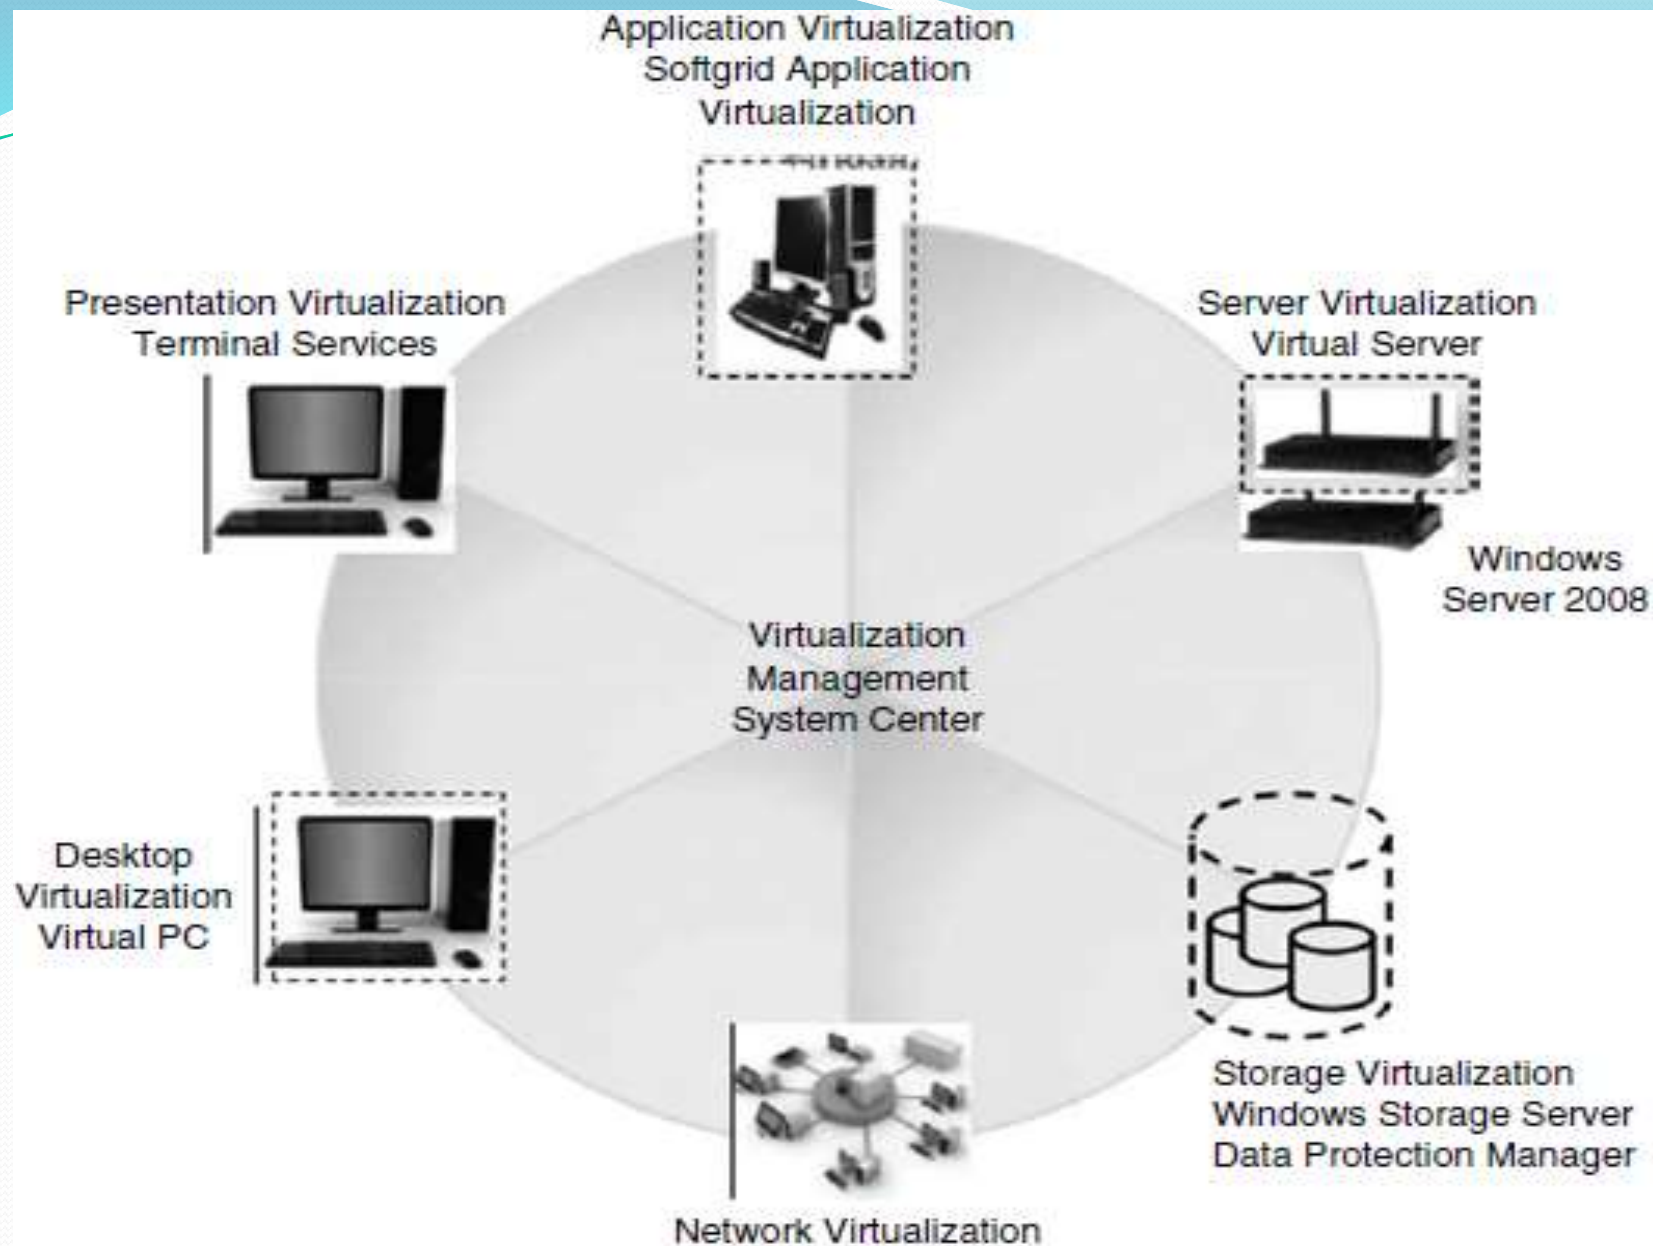 Application Virtualization
Softgrid Application
Virtualization
Presentation Virtualization
Terminal Services
Server Virtualization
Virtual Server
Windows
Server 2008
Virtualization
Management
System Center
Desktop
Virtualization
Virtual PC
Storage Virtualization
Windows Storage Server
Data Protection Manager
Network Virtualization